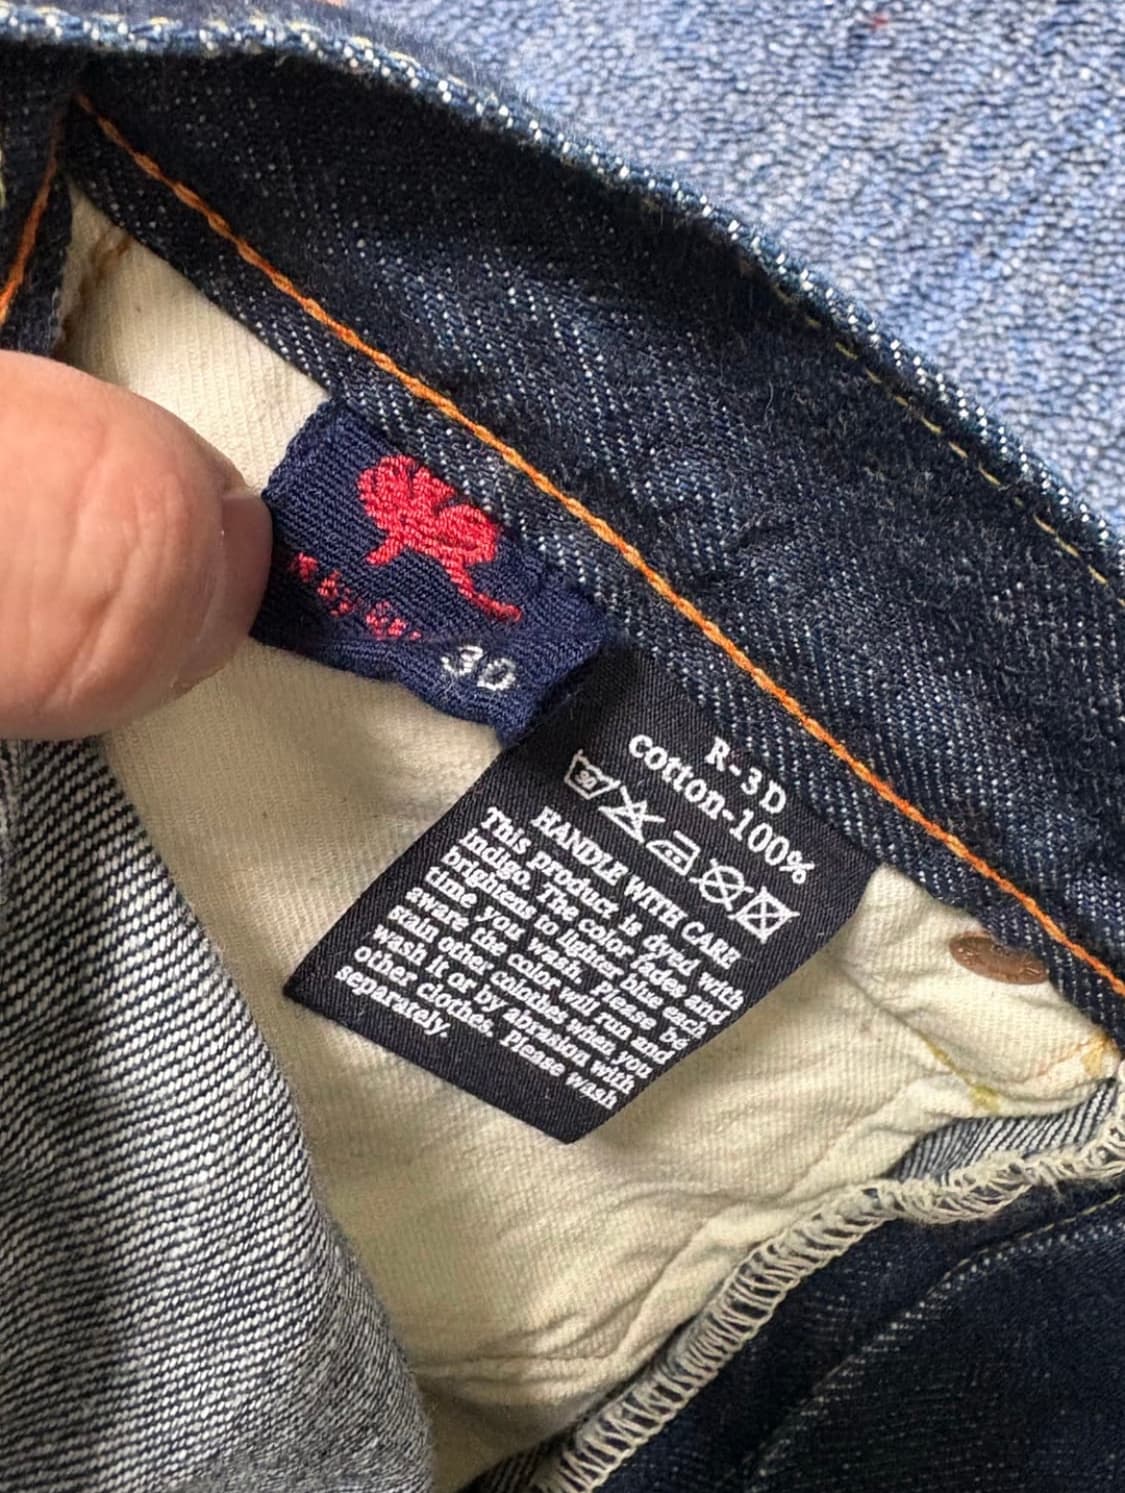 30
R-3D
cotton-100%
30
HANDLE WITH CARE
This product is dyed with
indigo. The color fades and
brightens to lighter blue each
time you wash. Please be
aware the color will run and
stain other colothes when you
wash it or by abrasion with
other clothes. Please wash
separately.